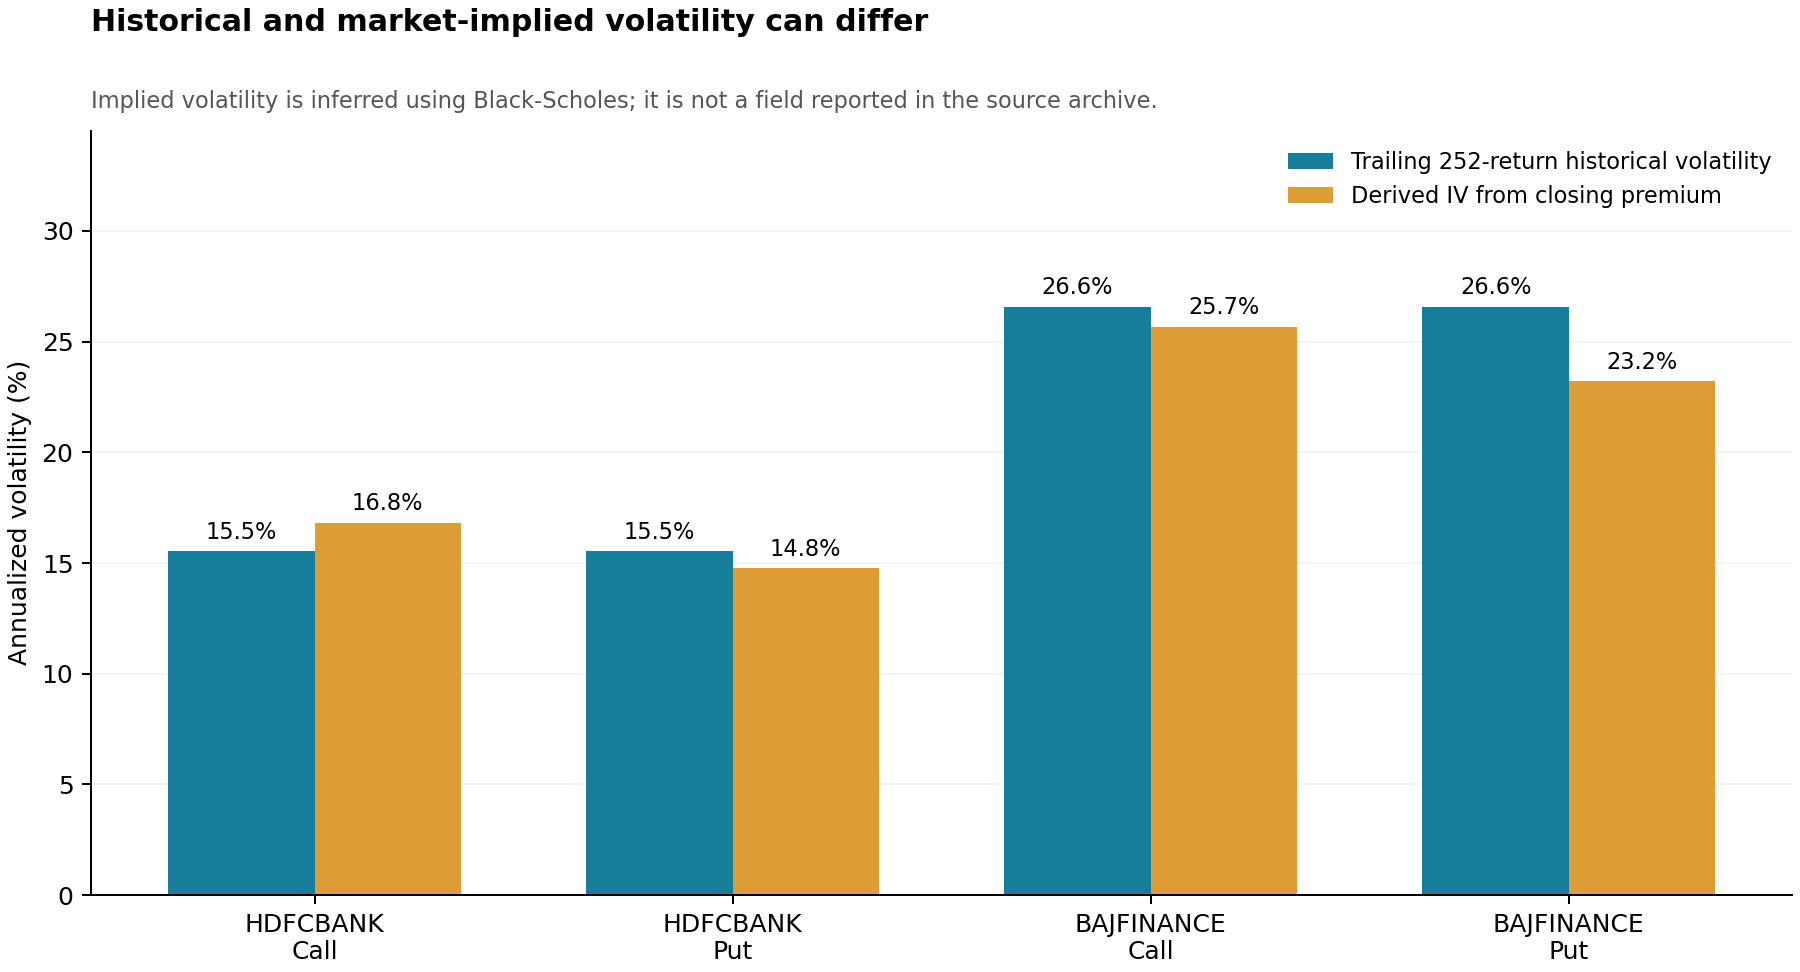 Historical and market-implied volatility can differ
Implied volatility is inferred using Black-Scholes; it is not a field reported in the source archive.
Trailing 252-return historical volatility
Derived IV from closing premium
Annualized volatility (%)
30
25
20
15
10
5
0
15.5%
16.8%
15.5%
14.8%
26.6%
25.7%
26.6%
23.2%
HDFCBANK
Call
HDFCBANK
Put
BAJFINANCE
Call
BAJFINANCE
Put